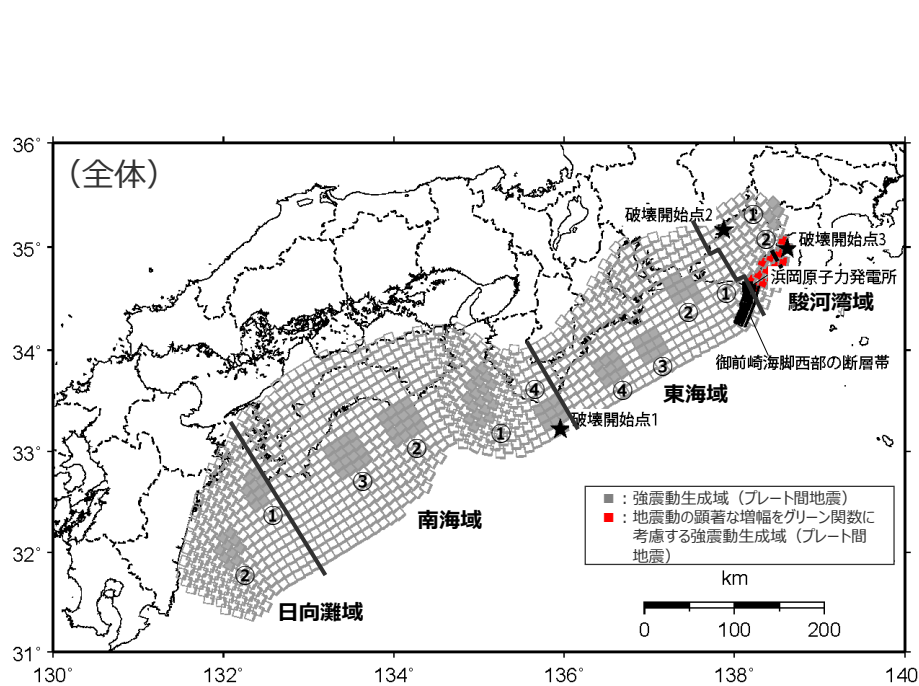 36°
（全体）
破壊開始点2
①
35°
②
破壊開始点3
浜岡原子力発電所
①
駿河湾域
②
34°
御前崎海脚西部の断層帯
③
④
④
東海域
破壊開始点1
①
②
33°
③
南海域
①
■：強震動生成域（プレート間地震）
■：地震動の顕著な増幅をグリーン関数に
考慮する強震動生成域（プレート間
地震）
32°
②
km
日向灘域
0 100 200
31°
130 132° 134° 136° 138° 140